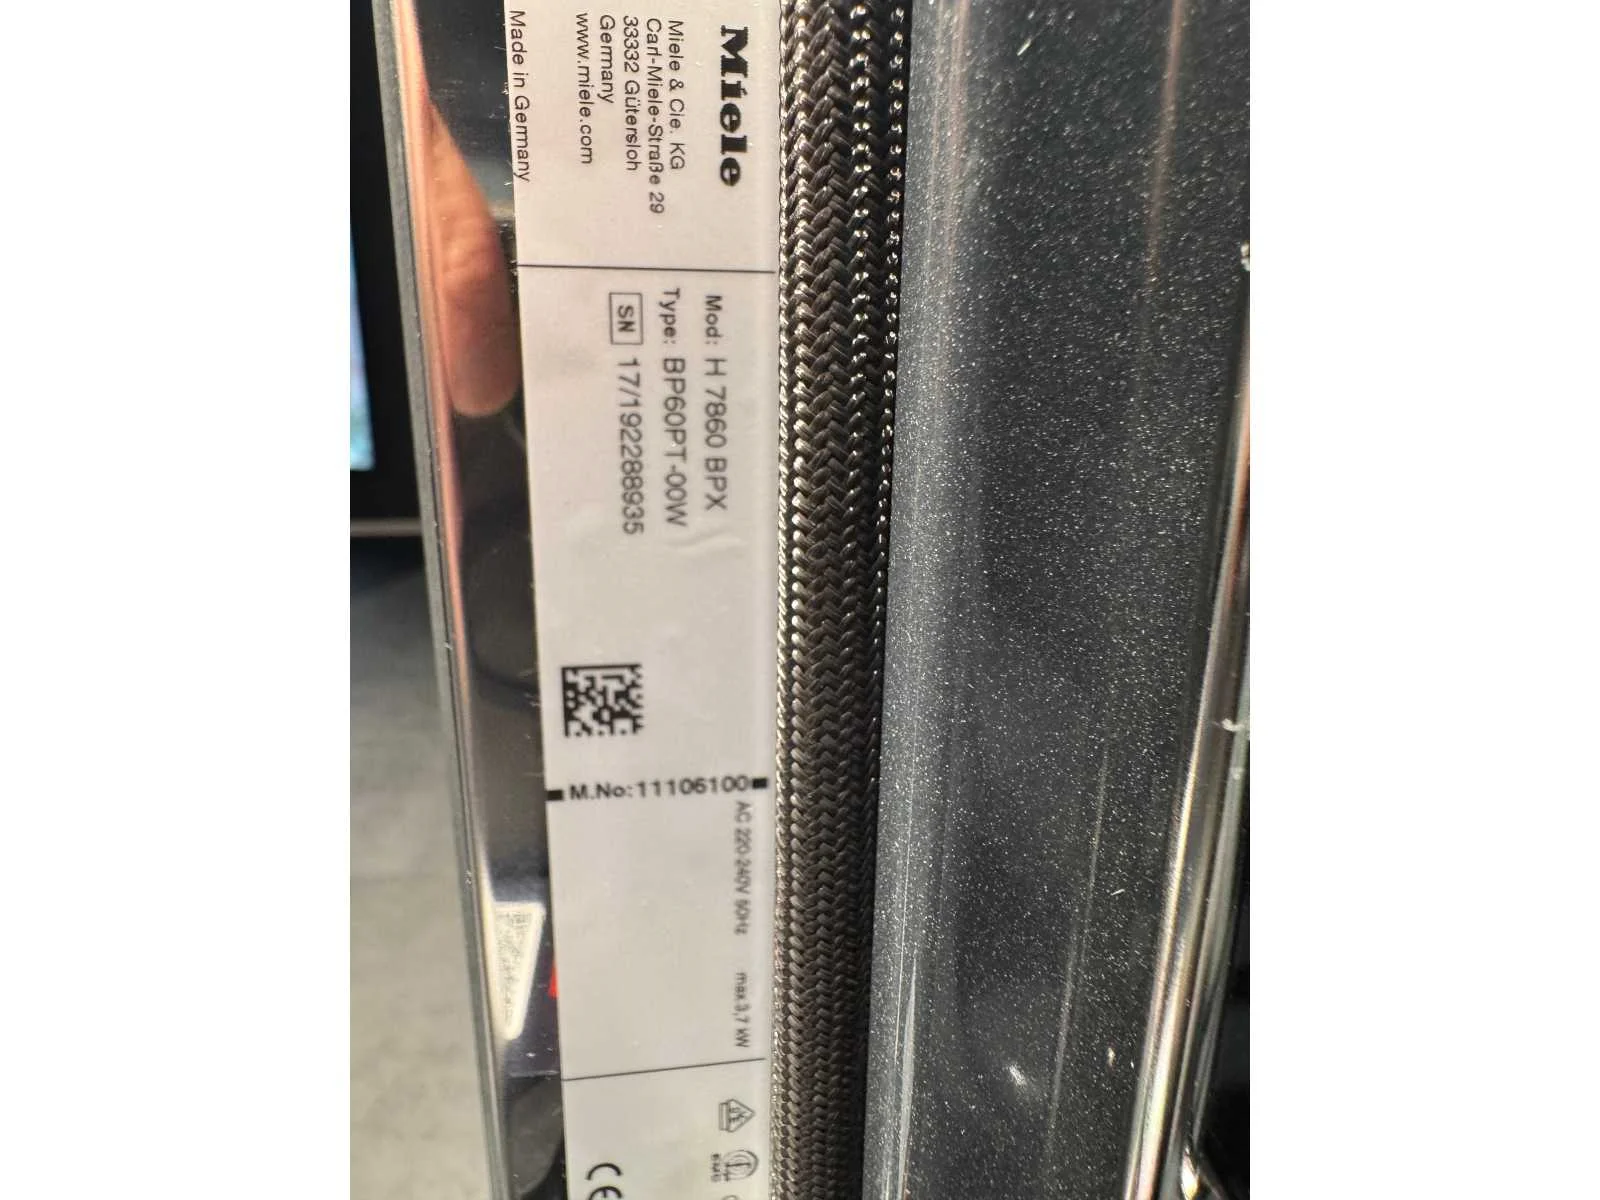 Miele
Miele & Cie. KG
Carl-Miele-Straße 29
33332 Gütersloh
Germany
www.miele.com
Made in Germany
Mod: H 7860 BPX
Type: BP60PT-00W
SN 17/192288935
M.No:11106100
AC 220-240V 50Hz max 3,7 kW
CE